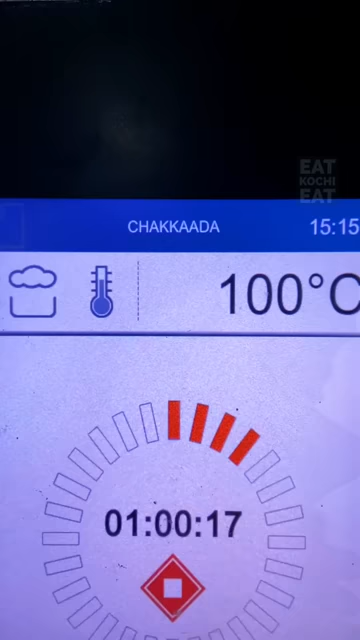 EAT
KOCHI
EAT
CHAKKAADA
15:15
100°C
01:00:17